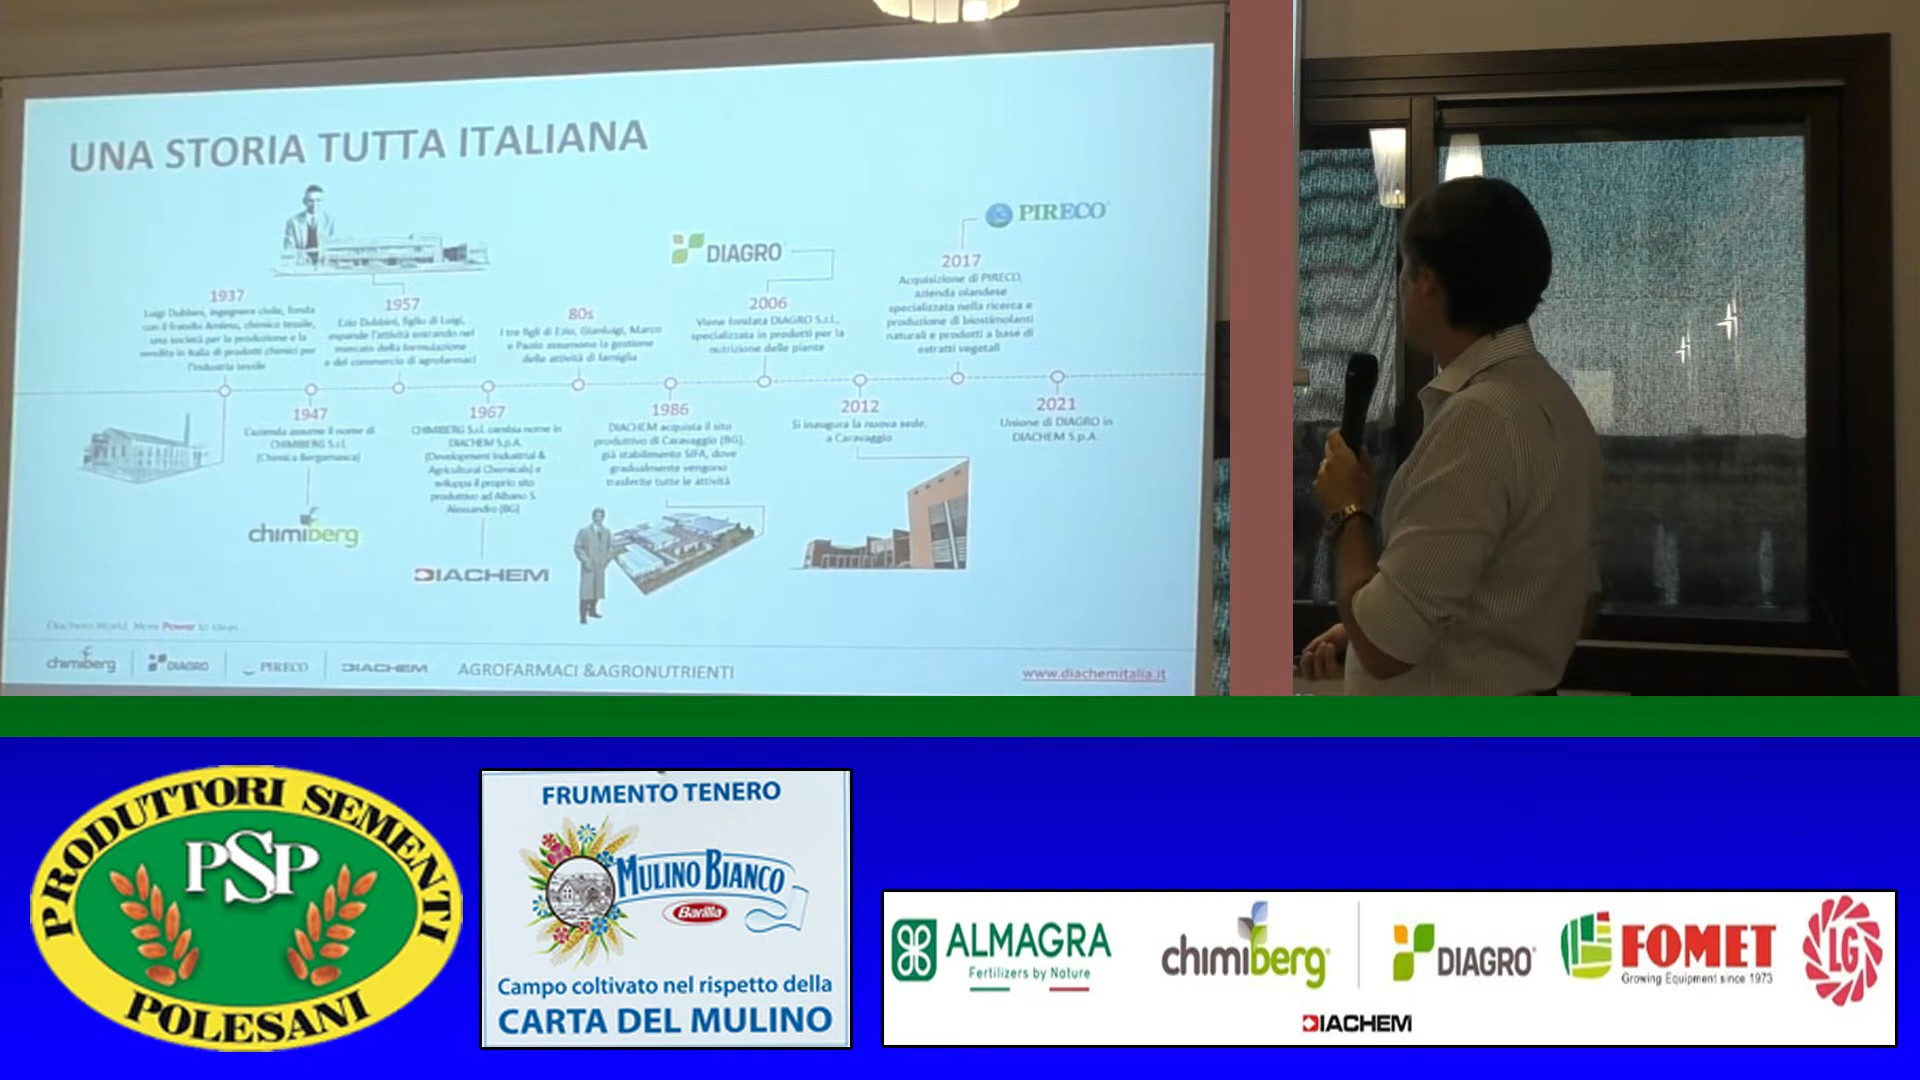 UNA STORIA TUTTA ITALIANA
PIRECO
DIAGRO
2017
Acquisizione di PIRECO,
azienda olandese
specializzata nella ricerca e
produzione di biostimolanti
naturali e prodotti a base di
estratti vegetali
1937
Luigi Dubbini, ingegnere civile, fonda
con il fratello Amleto, chimico tessile,
una società per la produzione e la
vendita in Italia di prodotti chimici per
l'industria tessile
1957
Ezio Dubbini, figlio di Luigi,
espande l'attività entrando nel
mercato della formulazione
e del commercio di agrofarmaci
80s
I tre figli di Ezio, Gianluigi, Marco
e Paolo assumono la gestione
delle attività di famiglia
2006
Viene fondata DIAGRO S.r.l.,
specializzata in prodotti per la
nutrizione delle piante
1947
L'azienda assume il nome di
CHIMIBERG S.r.l.
(Chimica Bergamasca)
chimiberg
1967
CHIMIBERG S.r.l. cambia nome in
DIACHEM S.p.A.
(Development Industrial &
Agricultural Chemicals) e
sviluppa il proprio sito
produttivo ad Albano S.
Alessandro (BG)
DIACHEM
1986
DIACHEM acquista il sito
produttivo di Caravaggio (BG),
già stabilimento SIFA, dove
gradualmente vengono
trasferite tutte le attività
2012
Si inaugura la nuova sede,
a Caravaggio
2021
Unione di DIAGRO in
DIACHEM S.p.A.
Diachem World. More Power to Ideas
chimiberg DIAGRO PIRECO DIACHEM AGROFARMACI &AGRONUTRIENTI www.diachemitalia.it
PRODUTTORI SEMENTI
PSP
POLESANI
FRUMENTO TENERO
MULINO BIANCO
Barilla
Campo coltivato nel rispetto della
CARTA DEL MULINO
ALMAGRA
Fertilizers by Nature
chimiberg
DIAGRO
FOMET
Growing Equipment since 1973
LG
DIACHEM